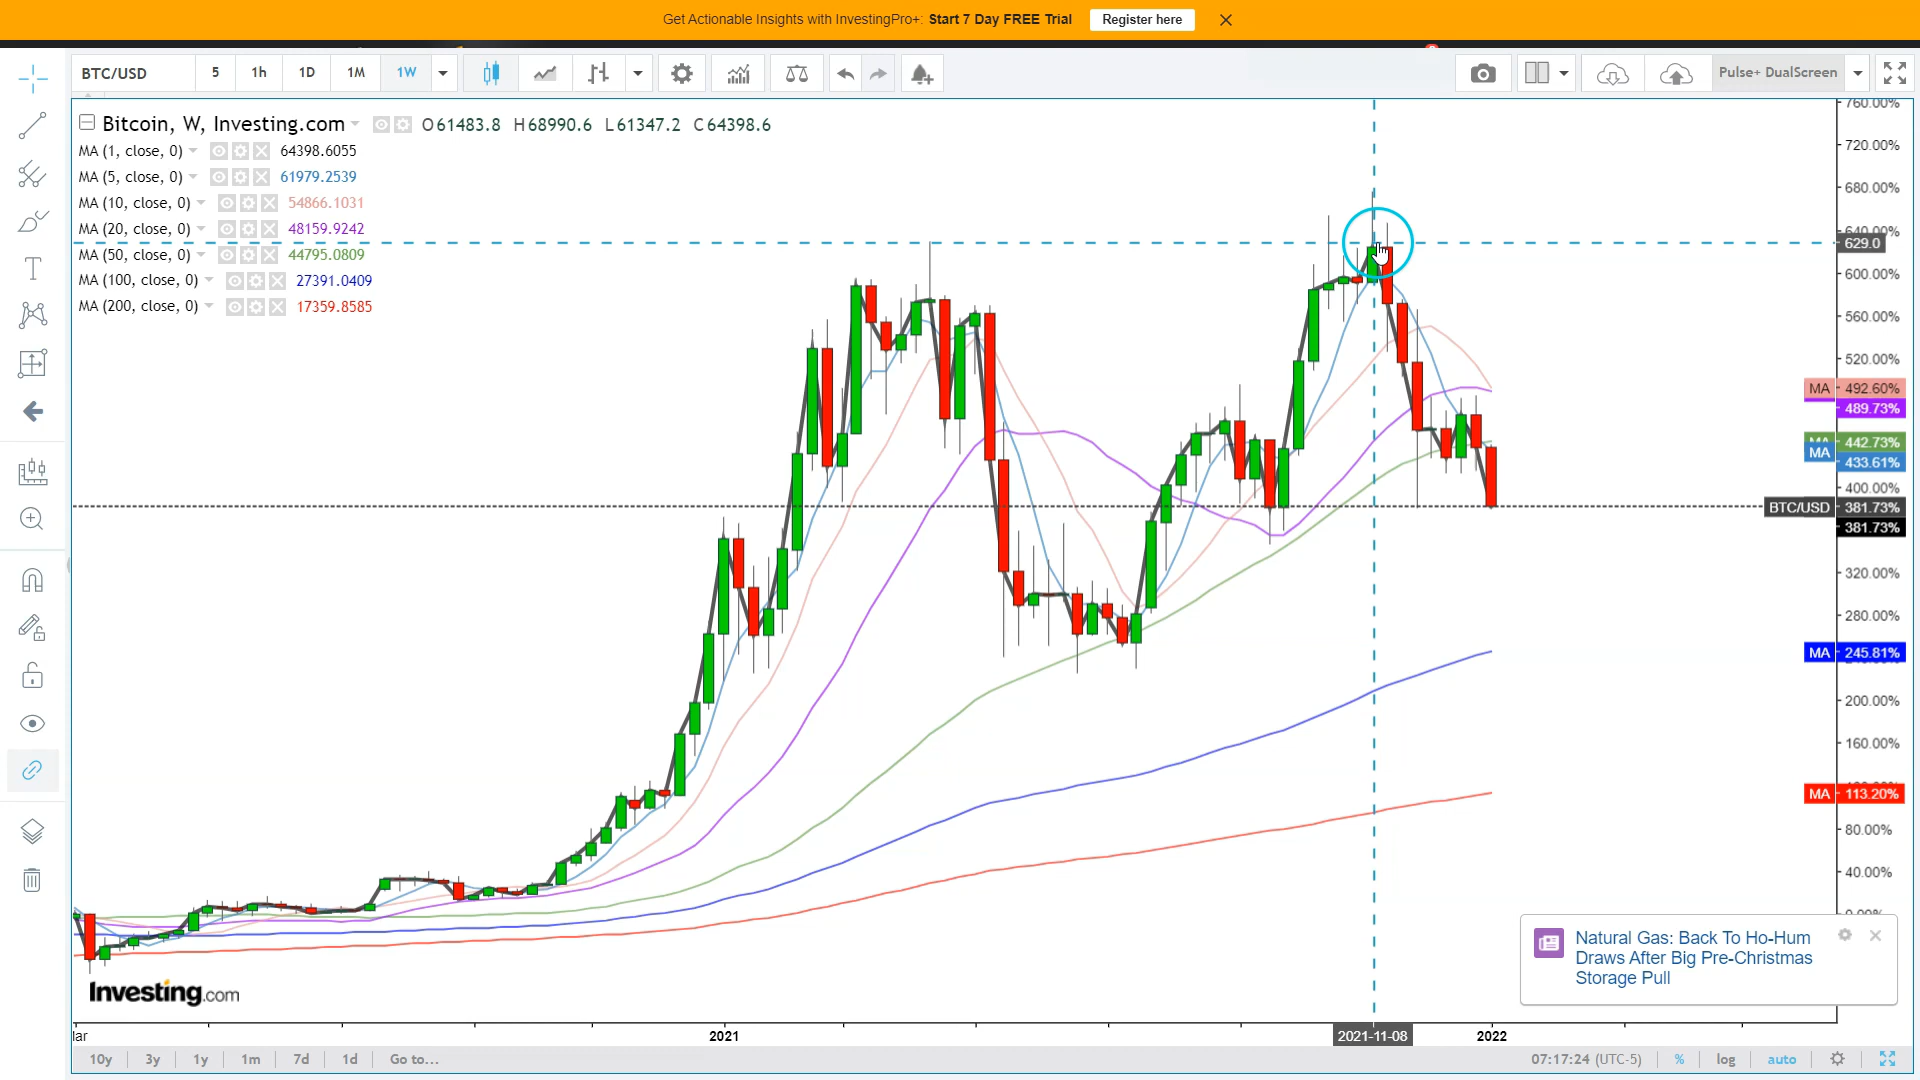 Get Actionable Insights with InvestingPro+: Start 7 Day FREE Trial Register here
BTC/USD 5 1h 1D 1M 1W Pulse+ DualScreen
Bitcoin, W, Investing.com O61483.8 H68990.6 L61347.2 C64398.6
MA (1, close, 0) 64398.6055
MA (5, close, 0) 61979.2539
MA (10, close, 0) 54866.1031
MA (20, close, 0) 48159.9242
MA (50, close, 0) 44795.0809
MA (100, close, 0) 27391.0409
MA (200, close, 0) 17359.8585
760.00%
720.00%
680.00%
640.00%
629.0
600.00%
560.00%
520.00%
MA 492.60%
489.73%
MA 442.73%
MA 433.61%
400.00%
BTC/USD 381.73%
381.73%
320.00%
280.00%
MA 245.81%
200.00%
160.00%
MA 113.20%
80.00%
40.00%
0.00%
Natural Gas: Back To Ho-Hum
Draws After Big Pre-Christmas
Storage Pull
Investing.com
2021 2021-11-08 2022
10y 3y 1y 1m 7d 1d Go to... 07:17:24 (UTC-5) % log auto